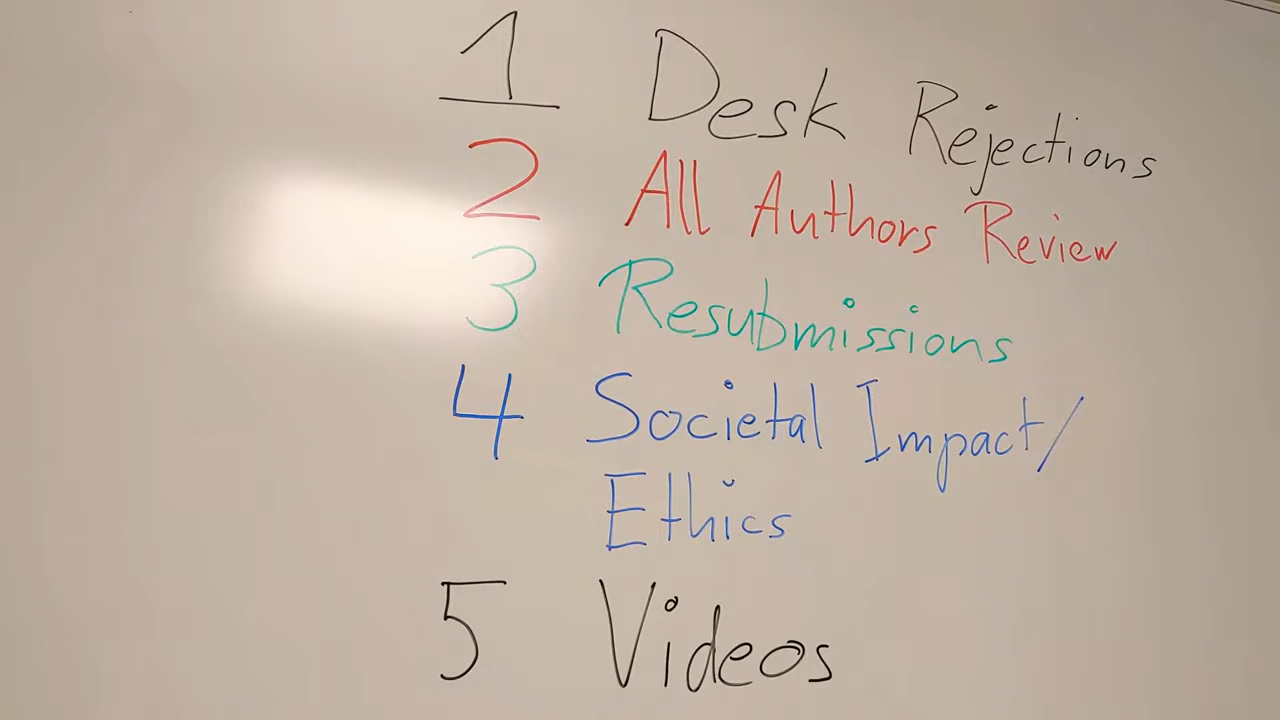 1 Desk Rejections
2 All Authors Review
3 Resubmissions
4 Societal Impact/
Ethics
5 Videos